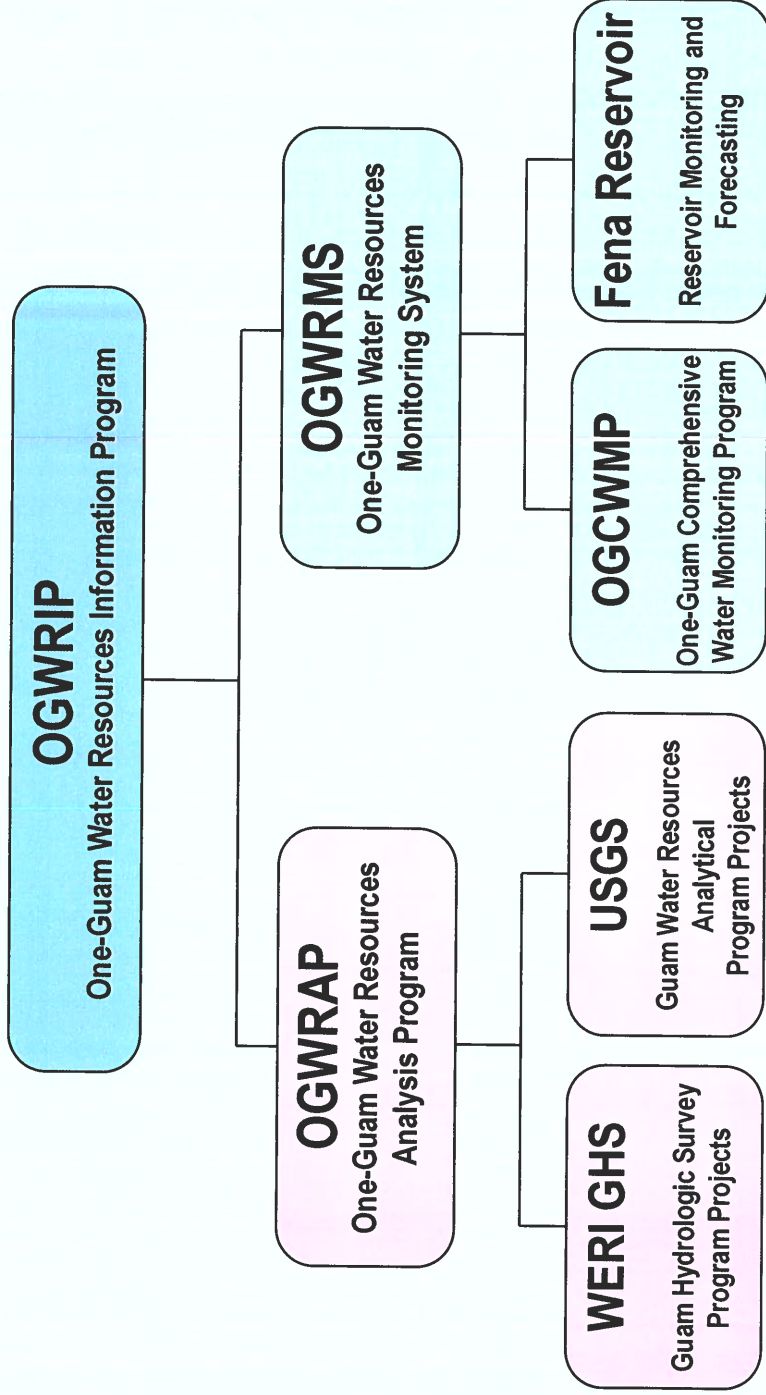 OGWRIP
One-Guam Water Resources Information Program
OGWRAP
One-Guam Water Resources
Analysis Program
OGWRMS
One-Guam Water Resources
Monitoring System
WERI GHS
Guam Hydrologic Survey
Program Projects
USGS
Guam Water Resources
Analytical
Program Projects
OGCWMP
One-Guam Comprehensive
Water Monitoring Program
Fena Reservoir
Reservoir Monitoring and
Forecasting